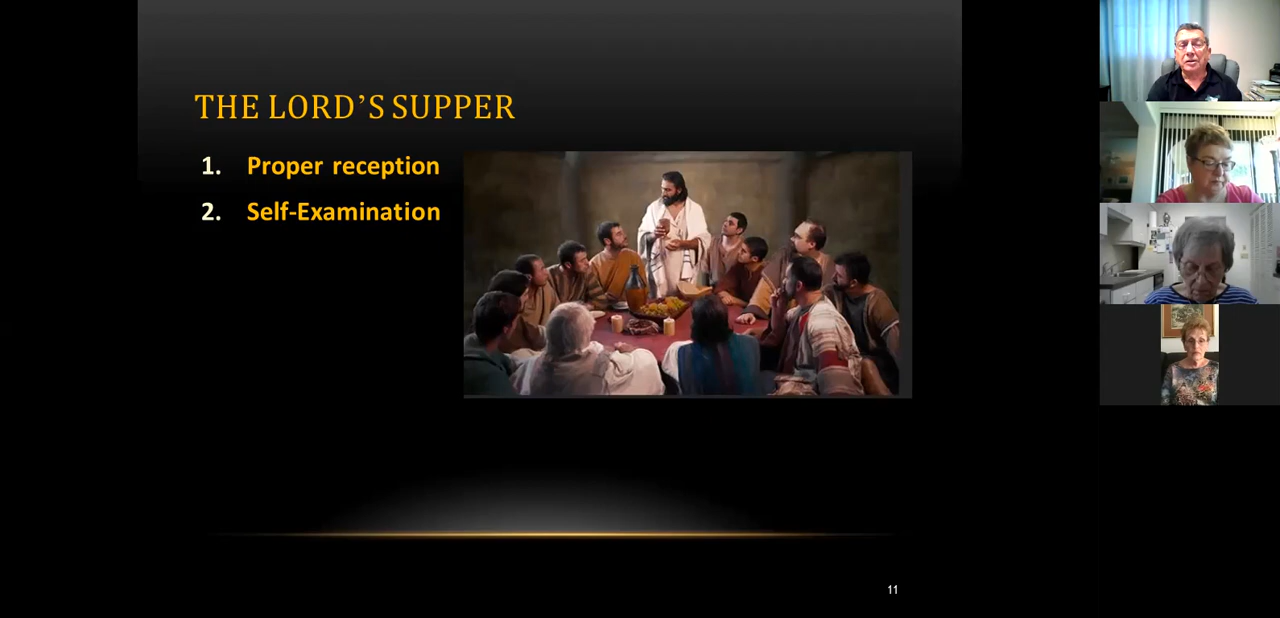 THE LORD'S SUPPER
1. Proper reception
2. Self-Examination
11